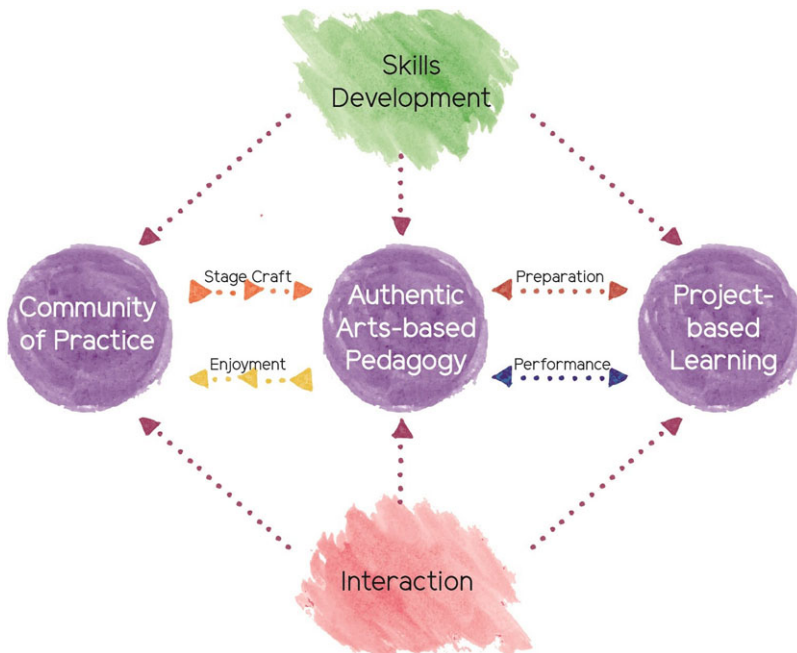 Skills
Development
Stage Craft
Preparation
Community
of Practice
Authentic
Arts-based
Pedagogy
Project-
based
Learning
Enjoyment
Performance
Interaction